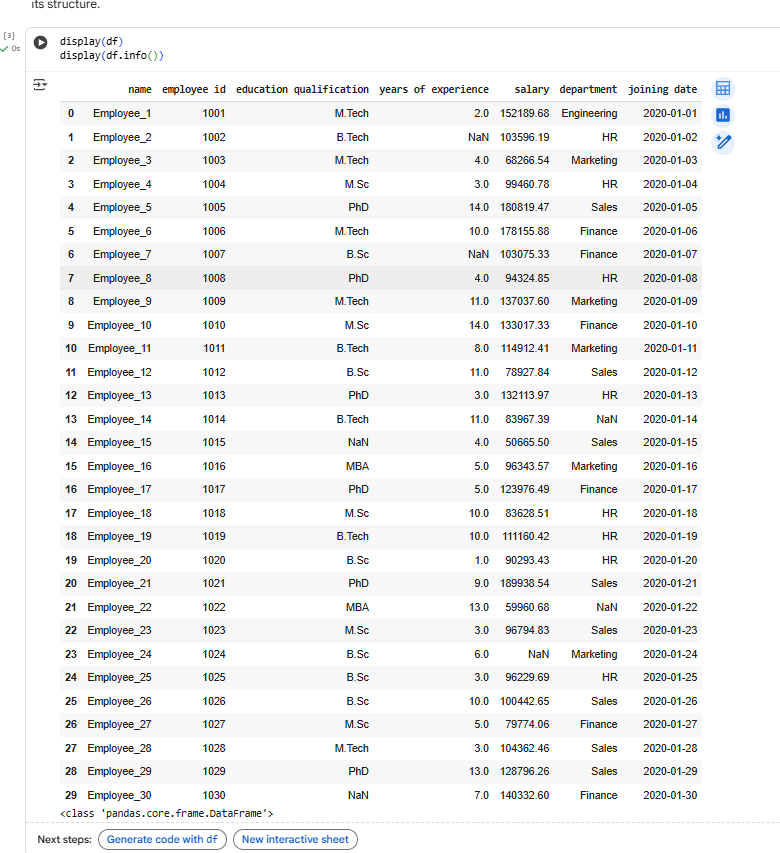 its structure.
[3]
0s
display(df)
display(df.info())
name employee id education qualification years of experience salary department joining date
0 Employee_1 1001 M.Tech 2.0 152189.68 Engineering 2020-01-01
1 Employee_2 1002 B.Tech NaN 103596.19 HR 2020-01-02
2 Employee_3 1003 M.Tech 4.0 68266.54 Marketing 2020-01-03
3 Employee_4 1004 M.Sc 3.0 99460.78 HR 2020-01-04
4 Employee_5 1005 PhD 14.0 180819.47 Sales 2020-01-05
5 Employee_6 1006 M.Tech 10.0 178155.88 Finance 2020-01-06
6 Employee_7 1007 B.Sc NaN 103075.33 Finance 2020-01-07
7 Employee_8 1008 PhD 4.0 94324.85 HR 2020-01-08
8 Employee_9 1009 M.Tech 11.0 137037.60 Marketing 2020-01-09
9 Employee_10 1010 M.Sc 14.0 133017.33 Finance 2020-01-10
10 Employee_11 1011 B.Tech 8.0 114912.41 Marketing 2020-01-11
11 Employee_12 1012 B.Sc 11.0 78927.84 Sales 2020-01-12
12 Employee_13 1013 PhD 3.0 132113.97 HR 2020-01-13
13 Employee_14 1014 B.Tech 11.0 83967.39 NaN 2020-01-14
14 Employee_15 1015 NaN 4.0 50665.50 Sales 2020-01-15
15 Employee_16 1016 MBA 5.0 96343.57 Marketing 2020-01-16
16 Employee_17 1017 PhD 5.0 123976.49 Finance 2020-01-17
17 Employee_18 1018 M.Sc 10.0 83628.51 HR 2020-01-18
18 Employee_19 1019 B.Tech 10.0 111160.42 HR 2020-01-19
19 Employee_20 1020 B.Sc 1.0 90293.43 HR 2020-01-20
20 Employee_21 1021 PhD 9.0 189938.54 Sales 2020-01-21
21 Employee_22 1022 MBA 13.0 59960.68 NaN 2020-01-22
22 Employee_23 1023 M.Sc 3.0 96794.83 Sales 2020-01-23
23 Employee_24 1024 B.Sc 6.0 NaN Marketing 2020-01-24
24 Employee_25 1025 B.Sc 3.0 96229.69 HR 2020-01-25
25 Employee_26 1026 B.Sc 10.0 100442.65 Sales 2020-01-26
26 Employee_27 1027 M.Sc 5.0 79774.06 Finance 2020-01-27
27 Employee_28 1028 M.Tech 3.0 104362.46 Sales 2020-01-28
28 Employee_29 1029 PhD 13.0 128796.26 Sales 2020-01-29
29 Employee_30 1030 NaN 7.0 140332.60 Finance 2020-01-30
<class 'pandas.core.frame.DataFrame'>
Next steps: Generate code with df New interactive sheet